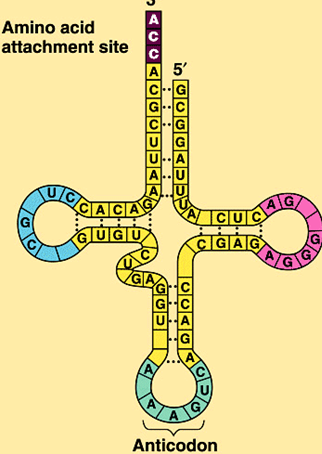 3'
Amino acid
attachment site
5'
A
C
C
A
C
G
C
U
U
A
A
G
C
G
G
A
U
U
U
A
U C C A C A G
C U C A G
G
C
G U G U C U
C G A G G A G G G
G A G G U
C C A G A
A A A G U C
Anticodon